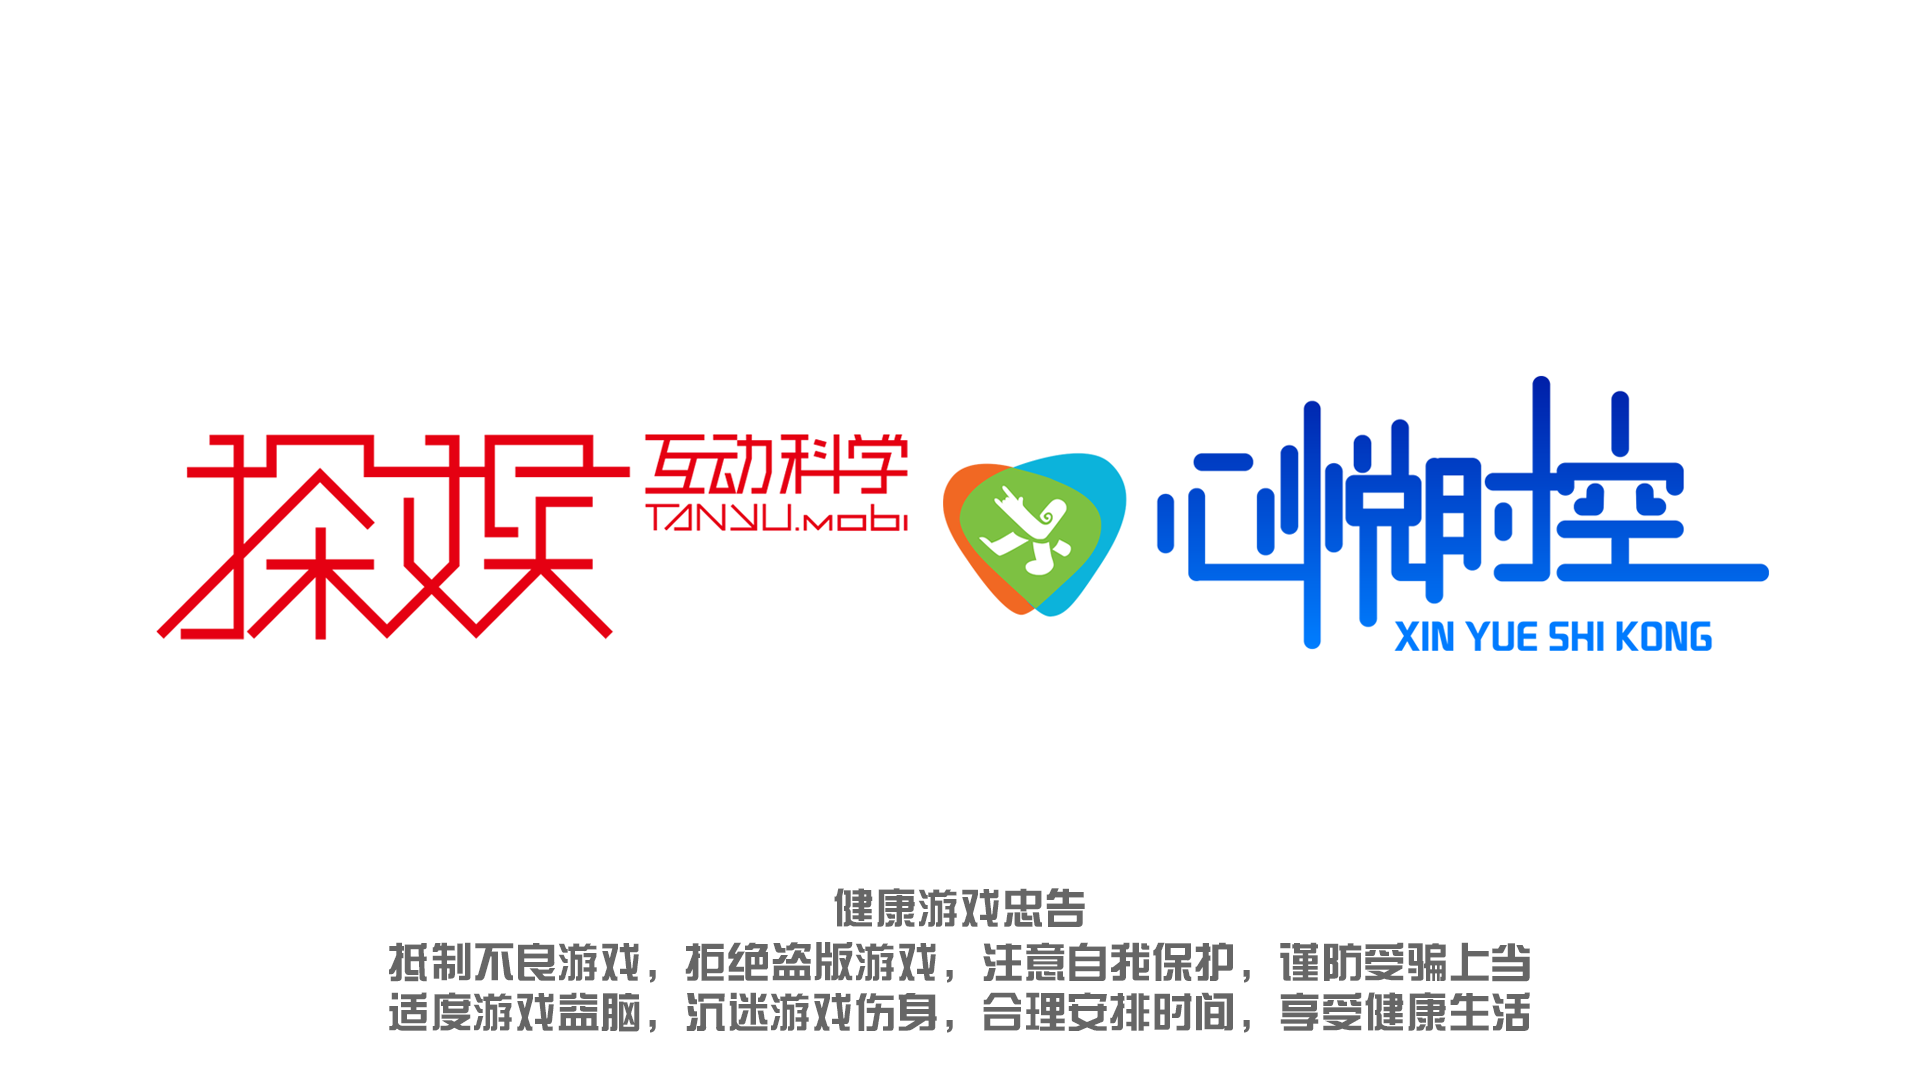 探娱
互动科学
TANYU.mobi
心悦时控
XIN YUE SHI KONG
健康游戏忠告
抵制不良游戏，拒绝盗版游戏，注意自我保护，谨防受骗上当
适度游戏益脑，沉迷游戏伤身，合理安排时间，享受健康生活